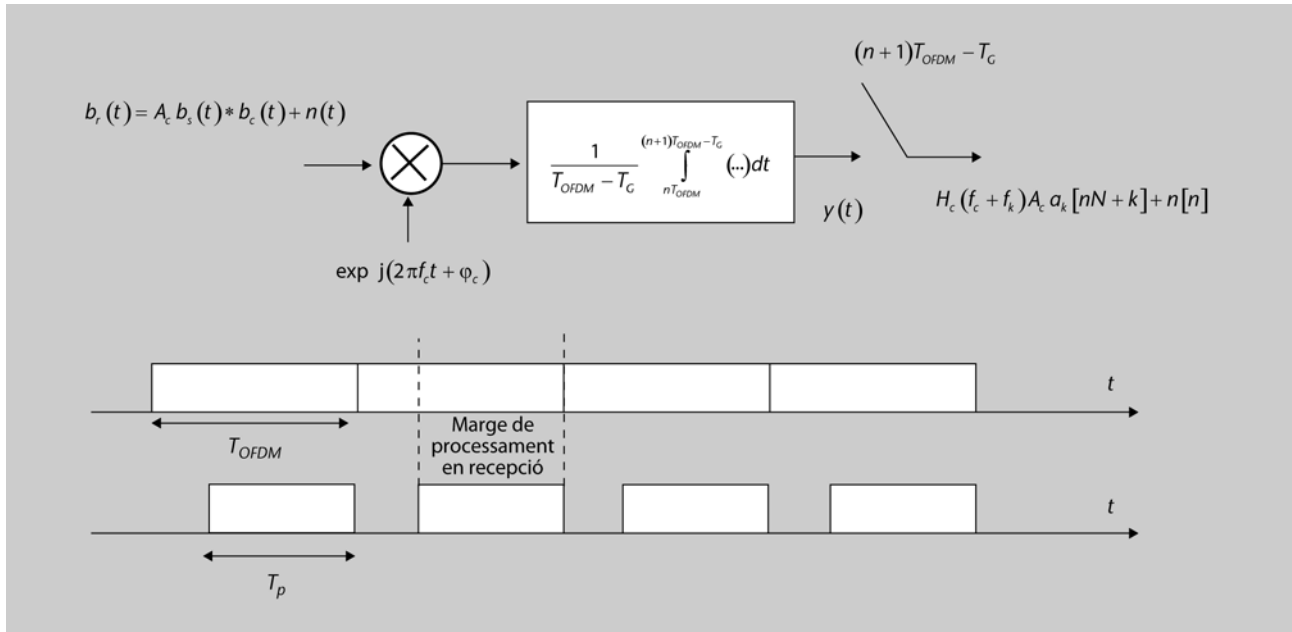 (n + 1)T_OFDM − T_G
b_r(t) = A_c b_s(t) * b_c(t) + n(t)
1 / (T_OFDM − T_G) ∫_{nT_OFDM}^{(n+1)T_OFDM − T_G} (...)dt
y(t)
H_c(f_c + f_k)A_c a_k[nN + k] + n[n]
exp j(2πf_c t + φ_c)
t
T_OFDM
Marge de
processament
en recepció
t
T_p